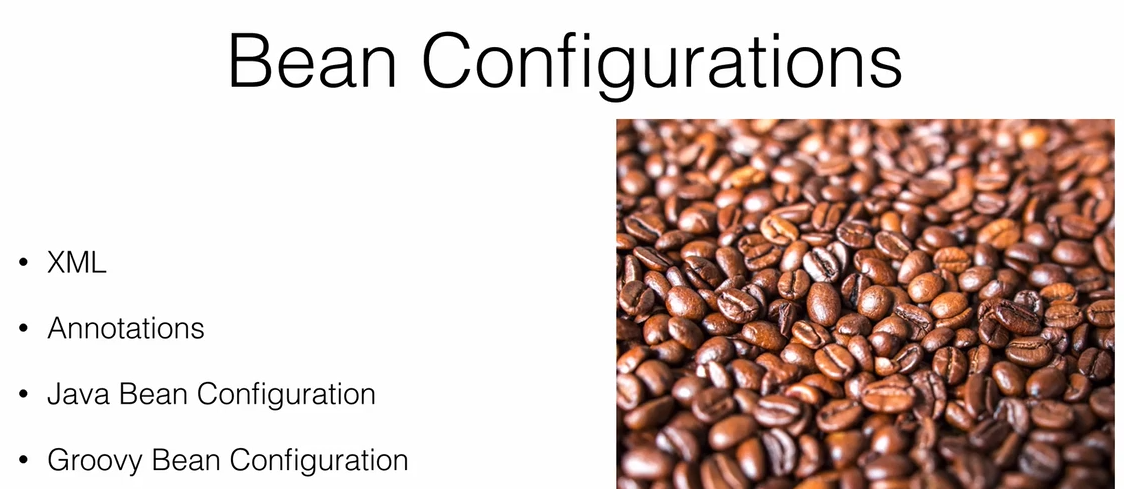 Bean Configurations
• XML
• Annotations
• Java Bean Configuration
• Groovy Bean Configuration